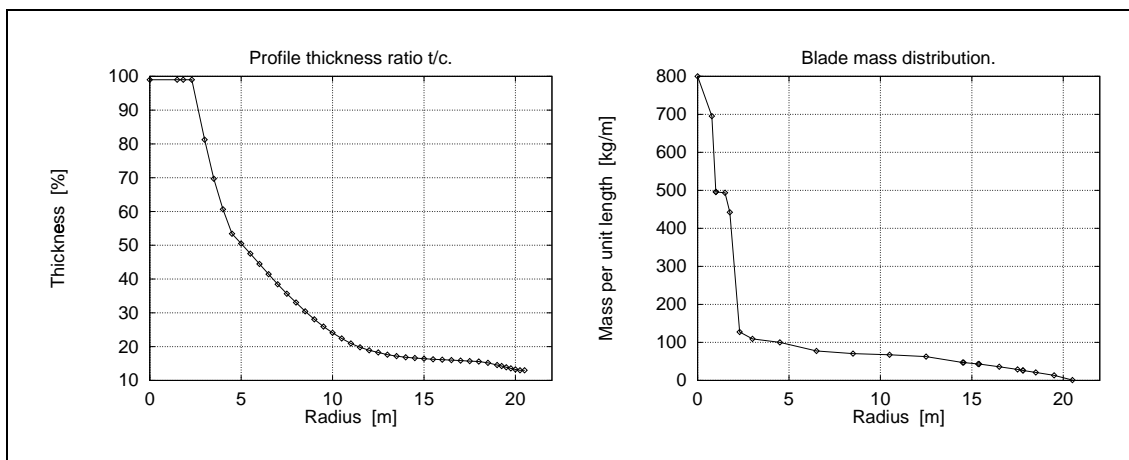 Profile thickness ratio t/c.
100
90
80
70
60
50
40
30
20
10
Thickness [%]
0 5 10 15 20
Radius [m]
Blade mass distribution.
800
700
600
500
400
300
200
100
0
Mass per unit length [kg/m]
0 5 10 15 20
Radius [m]